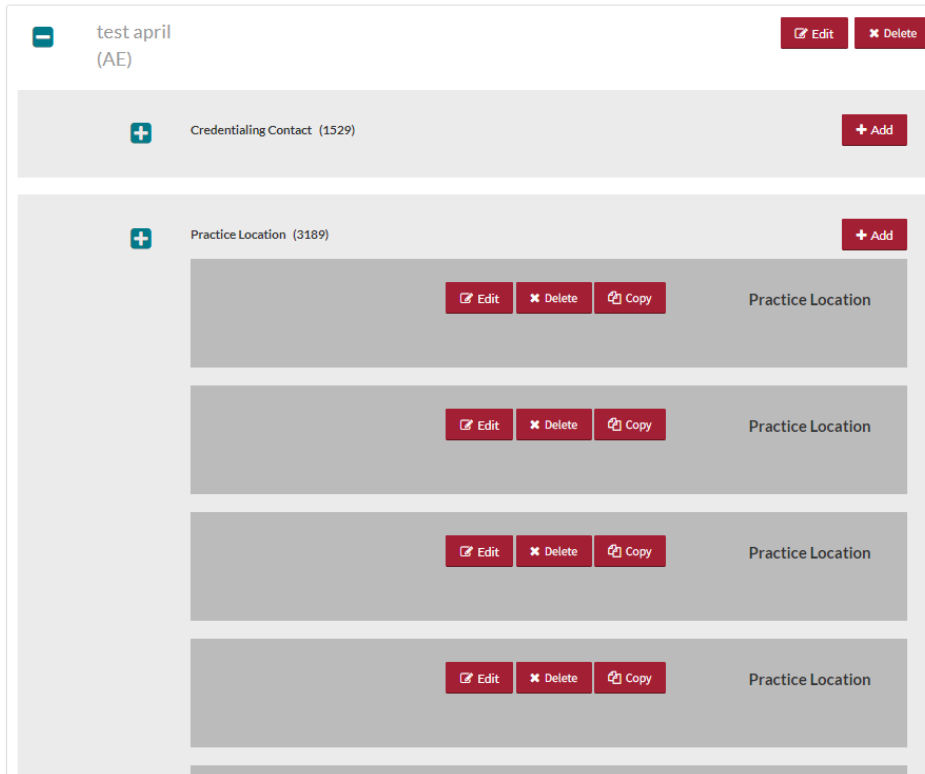 test april
(AE)
Edit
Delete
Credentialing Contact (1529)
Add
Practice Location (3189)
Add
Edit Delete Copy Practice Location
Edit Delete Copy Practice Location
Edit Delete Copy Practice Location
Edit Delete Copy Practice Location